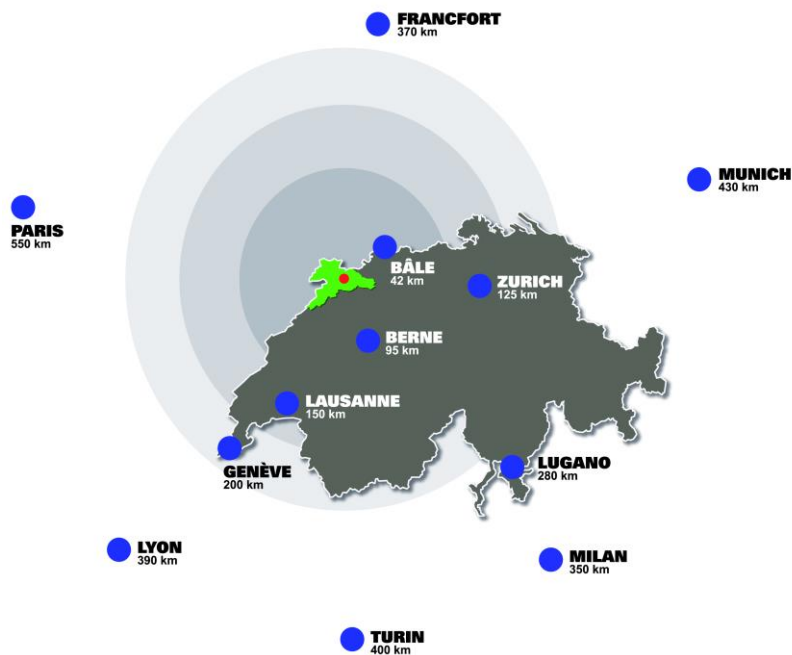 FRANCFORT
370 km
MUNICH
430 km
PARIS
550 km
BÂLE
42 km
ZURICH
125 km
BERNE
95 km
LAUSANNE
150 km
GENÈVE
200 km
LUGANO
280 km
LYON
390 km
MILAN
350 km
TURIN
400 km